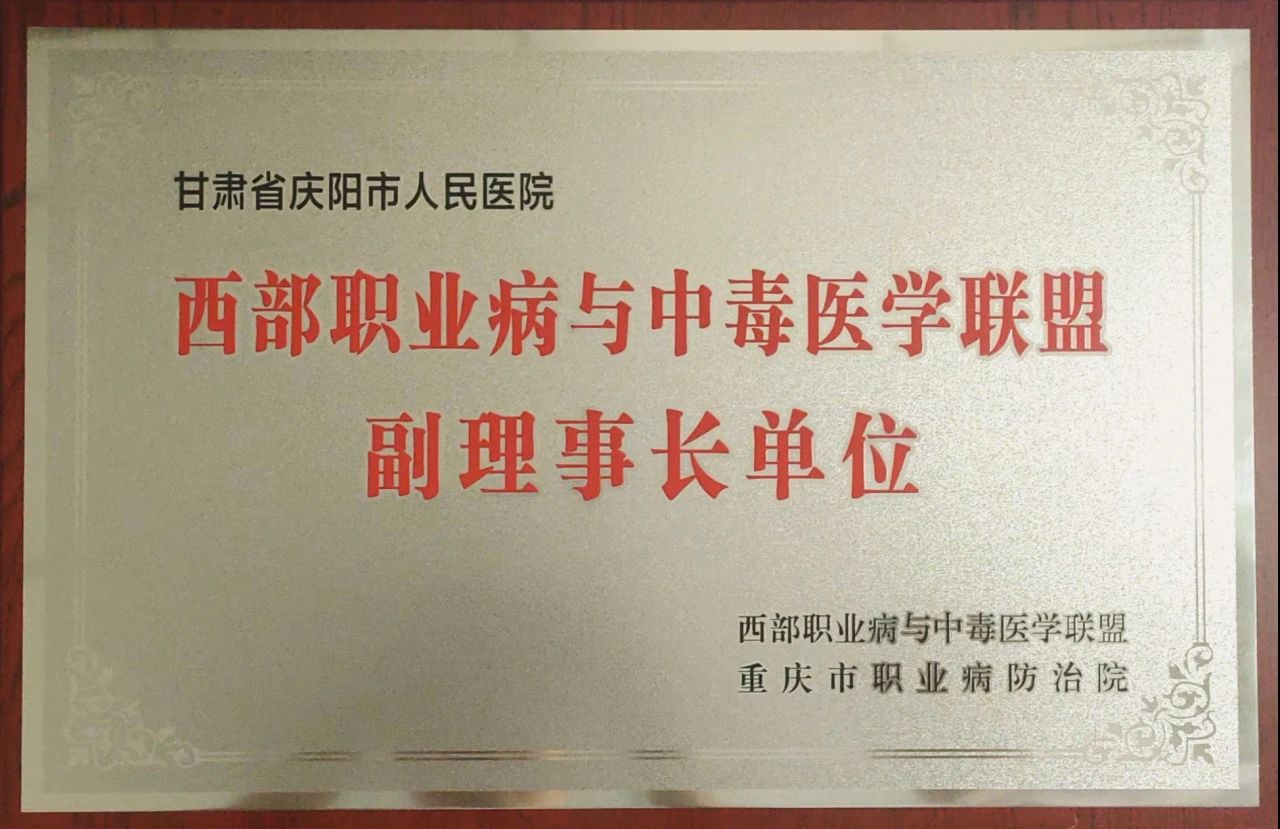 甘肃省庆阳市人民医院
西部职业病与中毒医学联盟
副理事长单位
西部职业病与中毒医学联盟
重庆市职业病防治院